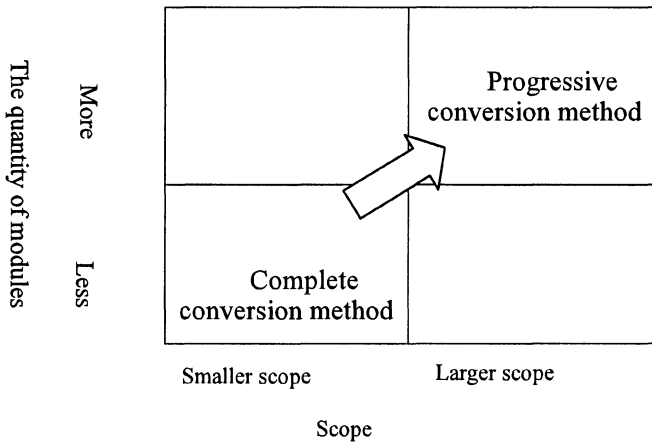 The quantity of modules
More
Progressive
conversion method
Less
Complete
conversion method
Smaller scope
Larger scope
Scope